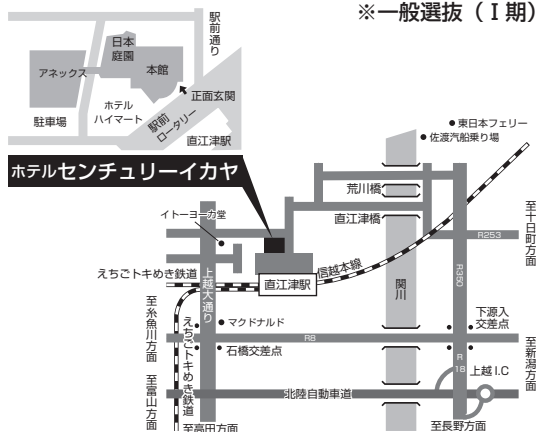 ※一般選抜（Ⅰ期）
駅前通り
日本
庭園
アネックス
本館
正面玄関
ホテル
ハイマート
駅前
ロータリー
駐車場
直江津駅
ホテルセンチュリーイカヤ
東日本フェリー
佐渡汽船乗り場
荒川橋
直江津橋
イトーヨーカ堂
至十日町方面
R253
えちごトキめき鉄道
信越本線
上越大通り
直江津駅
関川
R350
至糸魚川方面
えちごトキめき鉄道
マクドナルド
下源入
交差点
R8
石橋交差点
至新潟方面
R
18
上越I.C
至富山方面
北陸自動車道
至高田方面
至長野方面